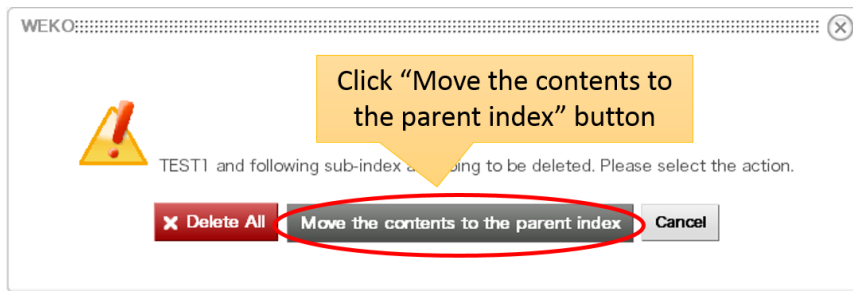 WEKO
Click “Move the contents to
the parent index” button
TEST1 and following sub-index a ing to be deleted. Please select the action.
Delete All
Move the contents to the parent index
Cancel